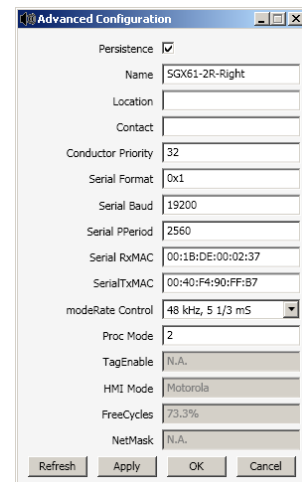 Advanced Configuration
Persistence
Name SGX61-2R-Right
Location
Contact
Conductor Priority 32
Serial Format 0x1
Serial Baud 19200
Serial PPeriod 2560
Serial RxMAC 00:1B:DE:00:02:37
SerialTxMAC 00:40:F4:90:FF:B7
modeRate Control 48 kHz, 5 1/3 mS
Proc Mode 2
TagEnable N.A.
HMI Mode Motorola
FreeCycles 73.3%
NetMask N.A.
Refresh Apply OK Cancel